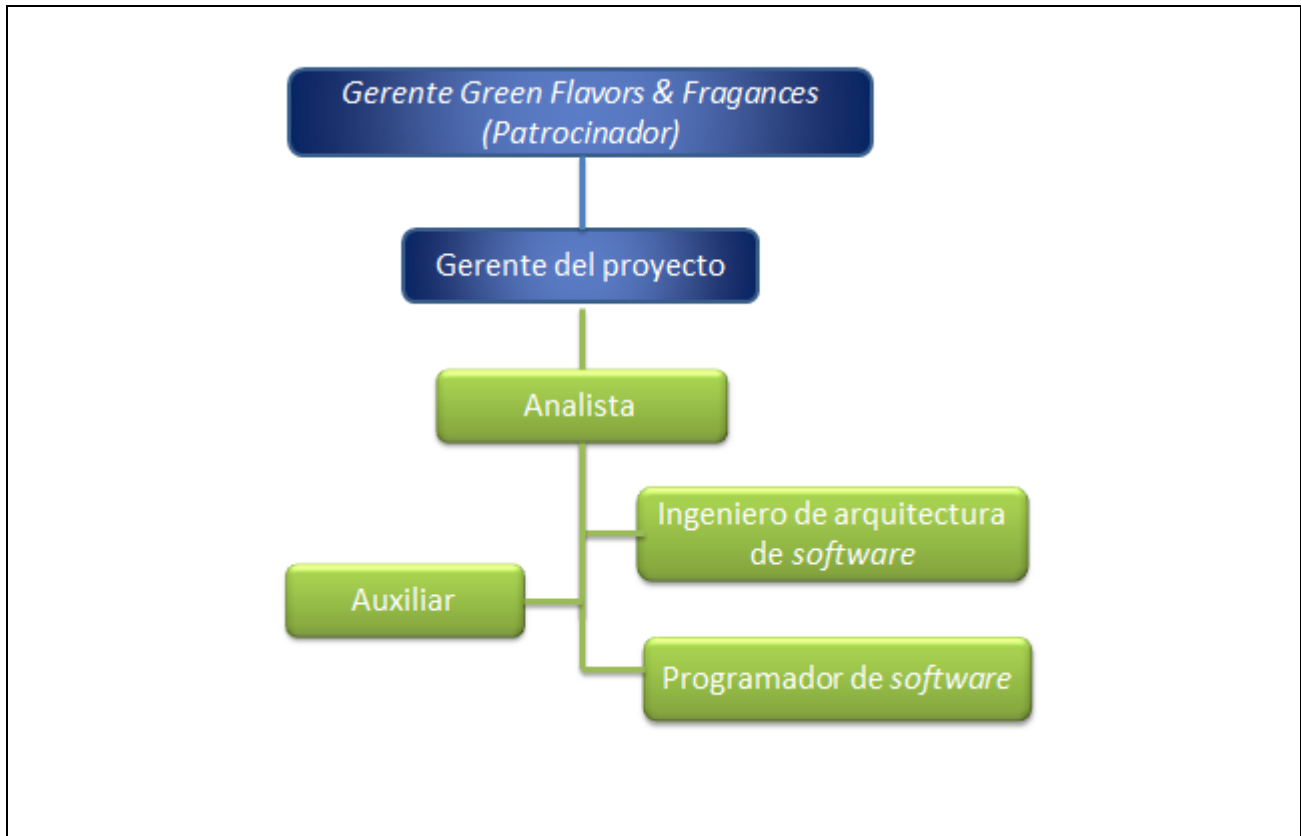 Gerente Green Flavors & Fragances
(Patrocinador)
Gerente del proyecto
Analista
Ingeniero de arquitectura
de software
Auxiliar
Programador de software